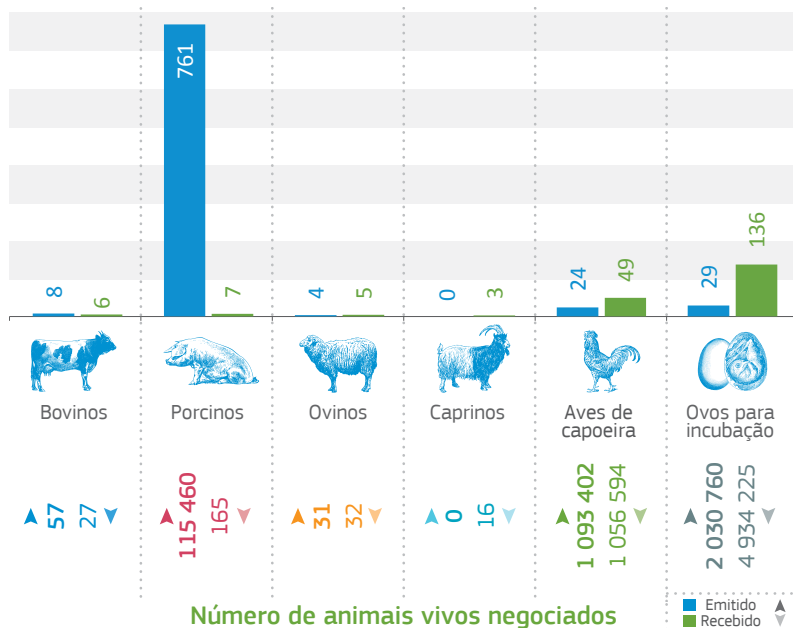 8
6
761
7
4
5
0
3
24
49
29
136
Bovinos
Porcinos
Ovinos
Caprinos
Aves de
capoeira
Ovos para
incubação
57
27
115 460
165
31
32
0
16
1 093 402
1 056 594
2 030 760
4 934 225
Número de animais vivos negociados
Emitido
Recebido